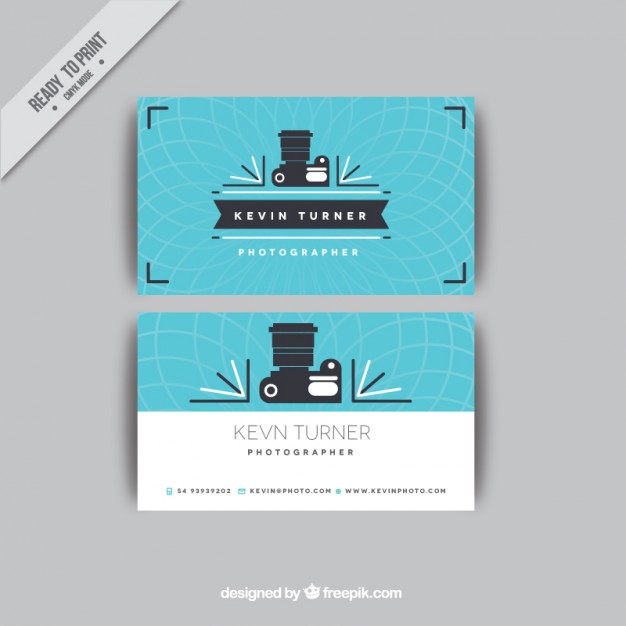 READY TO PRINT
CMYK MODE
KEVIN TURNER
PHOTOGRAPHER
KEVN TURNER
PHOTOGRAPHER
54 93939202 KEVIN@PHOTO.COM WWW.KEVINPHOTO.COM
designed by freepik.com